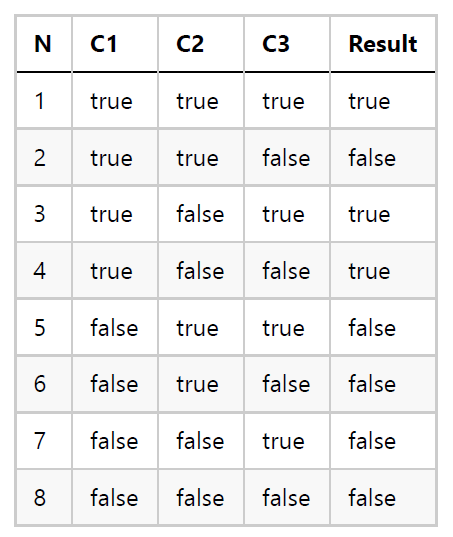 N C1 C2 C3 Result
1 true true true true
2 true true false false
3 true false true true
4 true false false true
5 false true true false
6 false true false false
7 false false true false
8 false false false false